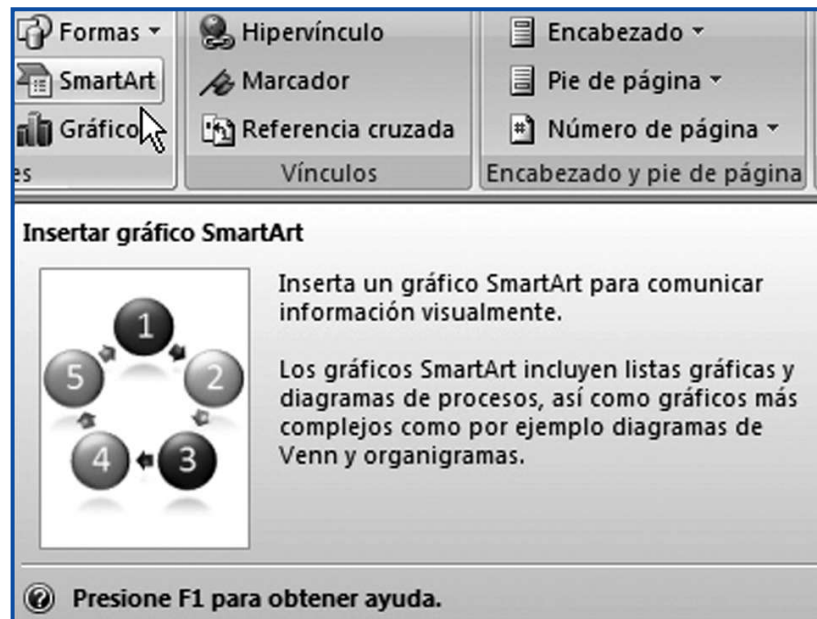 Formas
Hipervínculo
Encabezado
SmartArt
Marcador
Pie de página
Gráfico
Referencia cruzada
# Número de página
es
Vínculos
Encabezado y pie de página
Insertar gráfico SmartArt
1
2
3
4
5
Inserta un gráfico SmartArt para comunicar
información visualmente.
Los gráficos SmartArt incluyen listas gráficas y
diagramas de procesos, así como gráficos más
complejos como por ejemplo diagramas de
Venn y organigramas.
? Presione F1 para obtener ayuda.